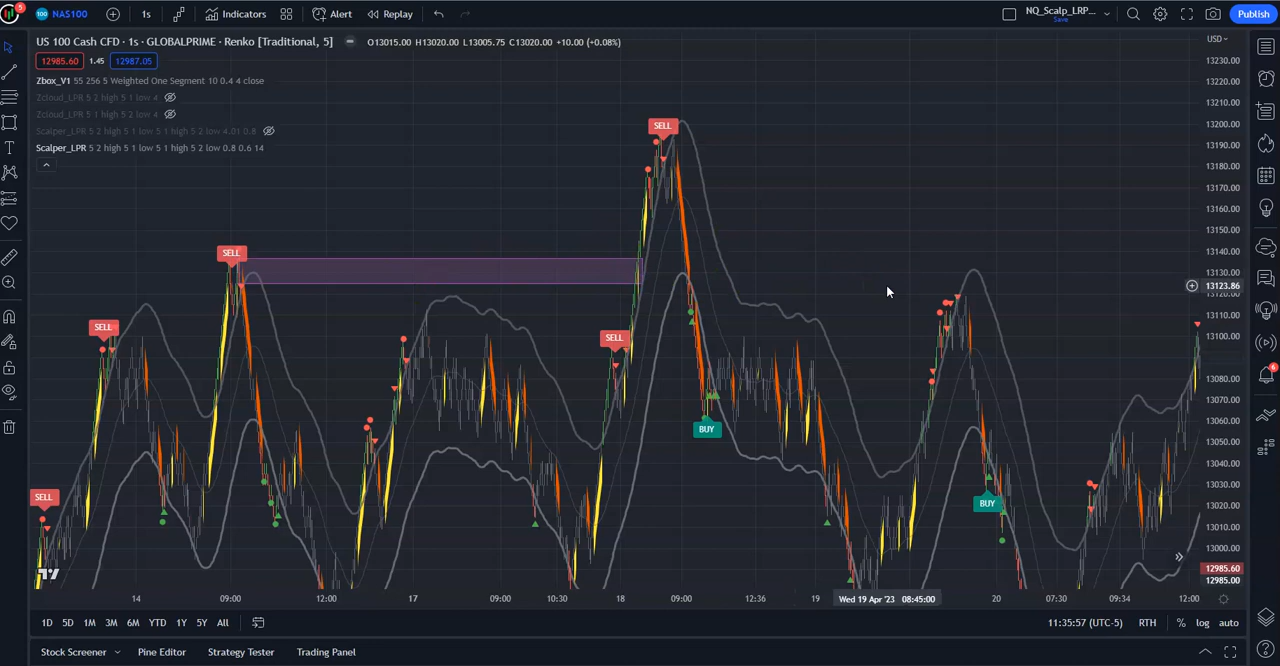 5
100 NAS100
1s
Indicators
Alert
Replay
NQ_Scalp_LRP...
Save
Publish
US 100 Cash CFD · 1s · GLOBALPRIME · Renko [Traditional, 5]
O13015.00 H13020.00 L13005.75 C13020.00 +10.00 (+0.08%)
12985.60 1.45 12987.05
Zbox_V1 55 256 5 Weighted One Segment 10 0.4 4 close
Zcloud_LPR 5 2 high 5 1 low 4
Zcloud_LPR 5 1 high 5 2 low 4
Scalper_LPR 5 2 high 5 1 low 5 1 high 5 2 low 4.01 0.8
Scalper_LPR 5 2 high 5 1 low 5 1 high 5 2 low 0.8 0.6 14
USD
13230.00
13220.00
13210.00
13200.00
13190.00
13180.00
13170.00
13160.00
13150.00
13140.00
13130.00
13123.86
13120.00
13110.00
13100.00
13080.00
13070.00
13060.00
13050.00
13040.00
13030.00
13020.00
13010.00
13000.00
12985.60
12985.00
SELL
SELL
SELL
SELL
SELL
BUY
BUY
6
14 09:00 12:00 17 09:00 10:30 18 09:00 12:36 19 Wed 19 Apr '23 08:45:00 20 07:30 09:34 12:00
1D 5D 1M 3M 6M YTD 1Y 5Y All
11:35:57 (UTC-5) RTH % log auto
Stock Screener Pine Editor Strategy Tester Trading Panel